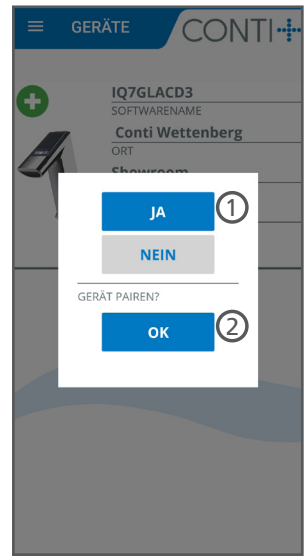 GERÄTE
CONTI+
IQ7GLACD3
SOFTWARENAME
Conti Wettenberg
ORT
Showroom
JA
1
NEIN
GERÄT PAIREN?
OK
2